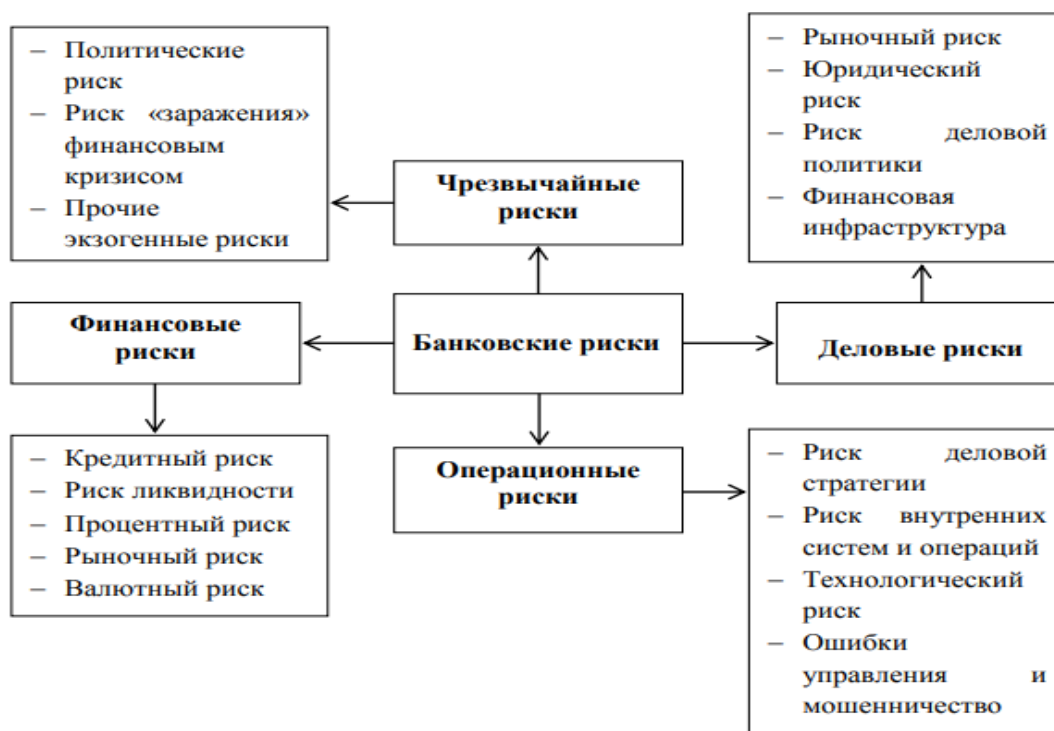 – Политические
риск
– Риск «заражения»
финансовым
кризисом
– Прочие
экзогенные риски
– Рыночный риск
– Юридический
риск
– Риск деловой
политики
– Финансовая
инфраструктура
Чрезвычайные
риски
Финансовые
риски
Банковские риски
Деловые риски
– Кредитный риск
– Риск ликвидности
– Процентный риск
– Рыночный риск
– Валютный риск
Операционные
риски
– Риск деловой
стратегии
– Риск внутренних
систем и операций
– Технологический
риск
– Ошибки
управления и
мошенничество